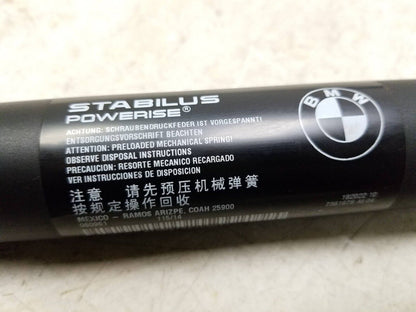 STABILUS
POWERISE®
ACHTUNG: SCHRAUBENDRUCKFEDER IST VORGESPANNT!
ENTSORGUNGSVORSCHRIFT BEACHTEN
ATTENTION: PRELOADED MECHANICAL SPRING!
OBSERVE DISPOSAL INSTRUCTIONS
PRECAUCION: RESORTE MECANICO RECARGADO
VER INSTRUCCIONES DE DISPOSICION
注意 请先预压机械弹簧
按规定操作回收
MEXICO - RAMOS ARIZPE, COAH 25900
115/14
BMW